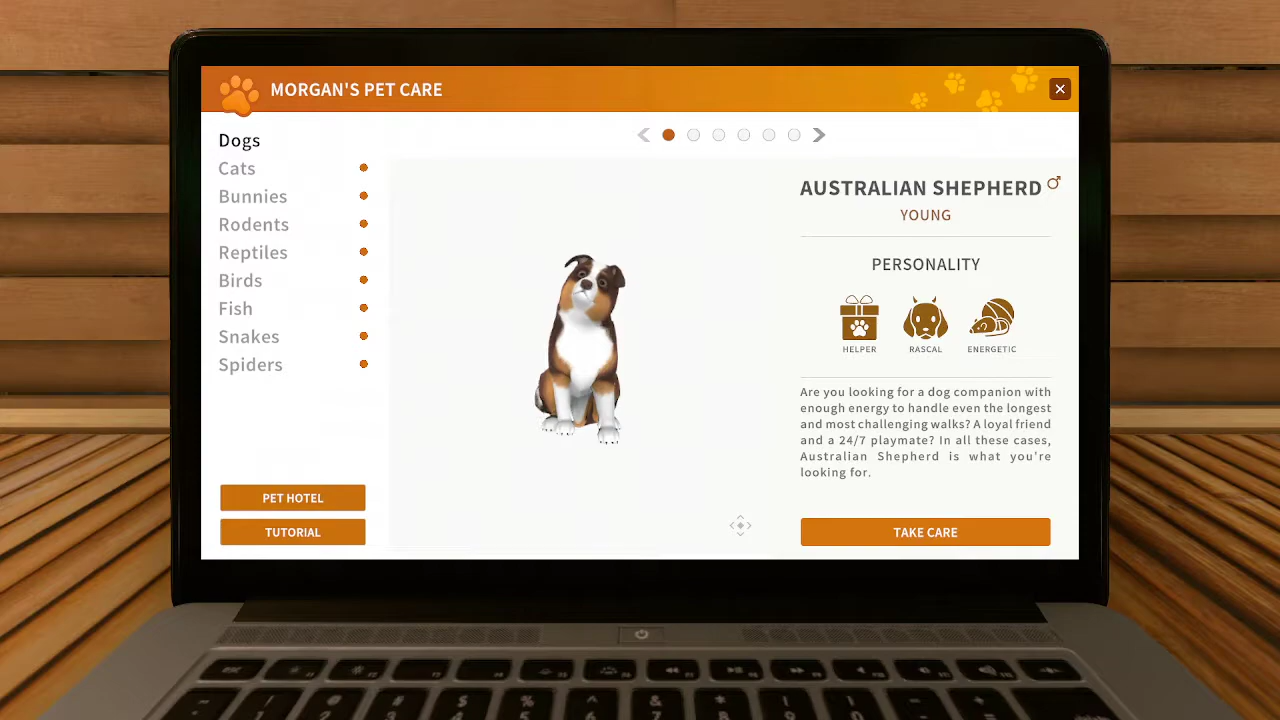 MORGAN'S PET CARE
Dogs
Cats
Bunnies
Rodents
Reptiles
Birds
Fish
Snakes
Spiders
PET HOTEL
TUTORIAL
AUSTRALIAN SHEPHERD
YOUNG
PERSONALITY
HELPER RASCAL ENERGETIC
Are you looking for a dog companion with
enough energy to handle even the longest
and most challenging walks? A loyal friend
and a 24/7 playmate? In all these cases,
Australian Shepherd is what you're
looking for.
TAKE CARE